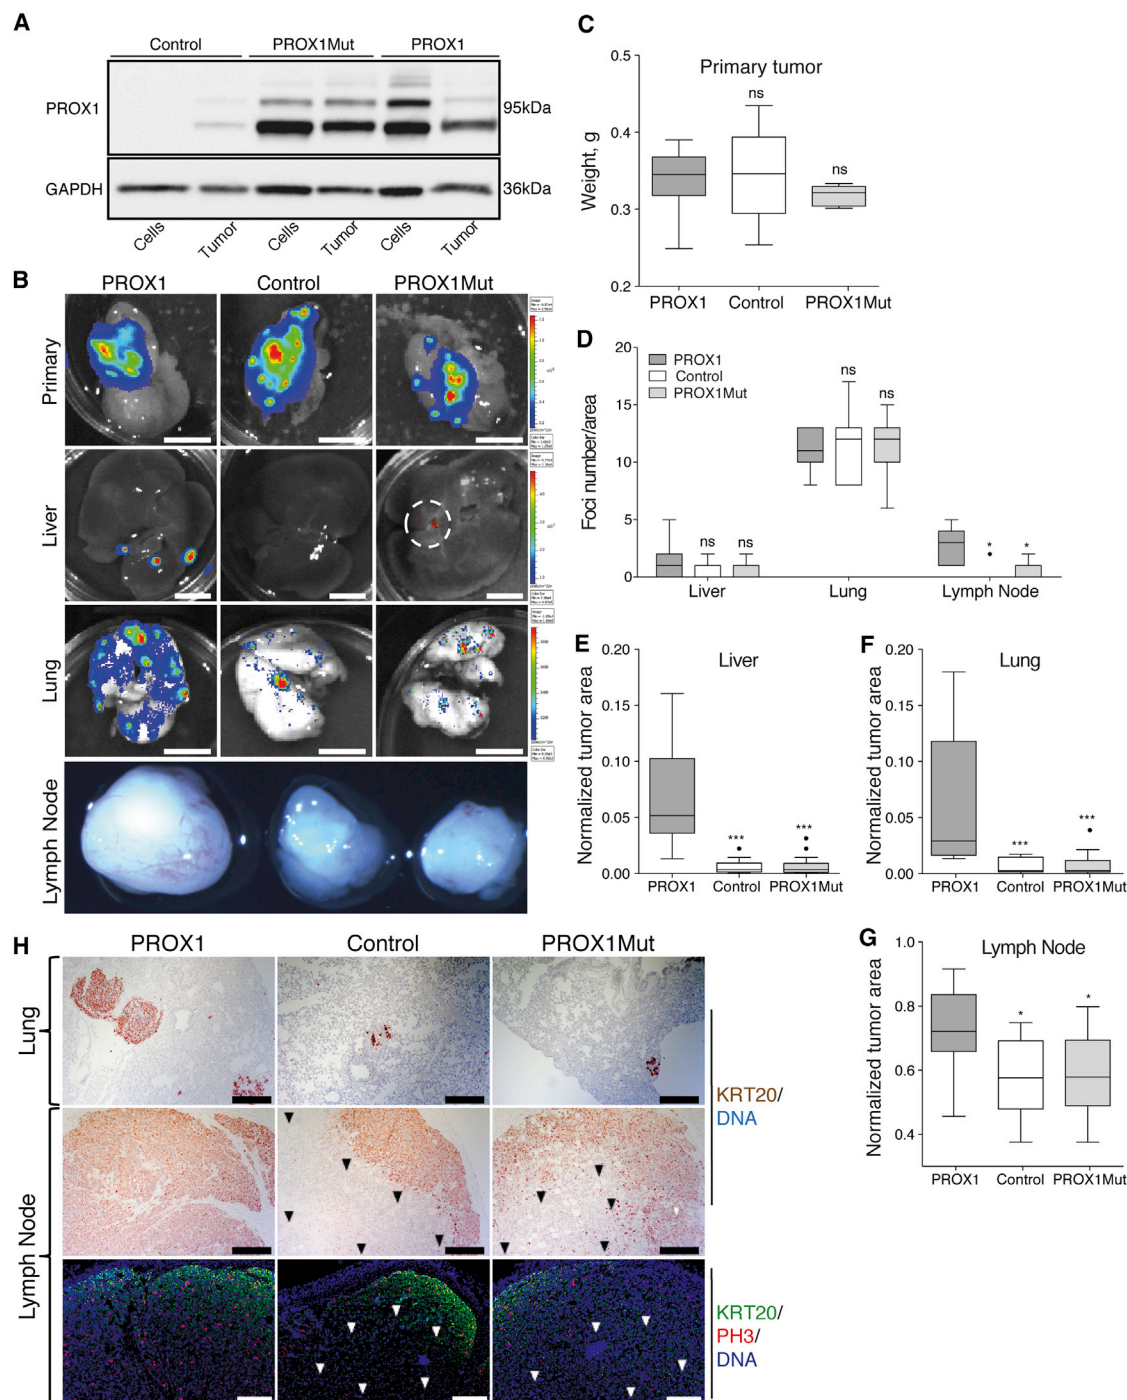 A
Control PROX1Mut PROX1
PROX1
95kDa
GAPDH
36kDa
Cells Tumor Cells Tumor Cells Tumor
B
PROX1 Control PROX1Mut
Primary
Liver
Lung
Lymph Node
C
Primary tumor
Weight, g
0.5
0.4
0.3
0.2
ns
ns
PROX1 Control PROX1Mut
D
Foci number/area
20
15
10
5
0
PROX1
Control
PROX1Mut
ns ns
ns ns
* *
Liver Lung Lymph Node
E
Liver
Normalized tumor area
0.20
0.15
0.10
0.05
0.00
*** ***
PROX1 Control PROX1Mut
F
Lung
Normalized tumor area
0.20
0.15
0.10
0.05
0.00
*** ***
PROX1 Control PROX1Mut
G
Lymph Node
Normalized tumor area
1.0
0.8
0.6
0.4
* *
PROX1 Control PROX1Mut
H
PROX1 Control PROX1Mut
Lung
Lymph Node
KRT20/
DNA
KRT20/
PH3/
DNA